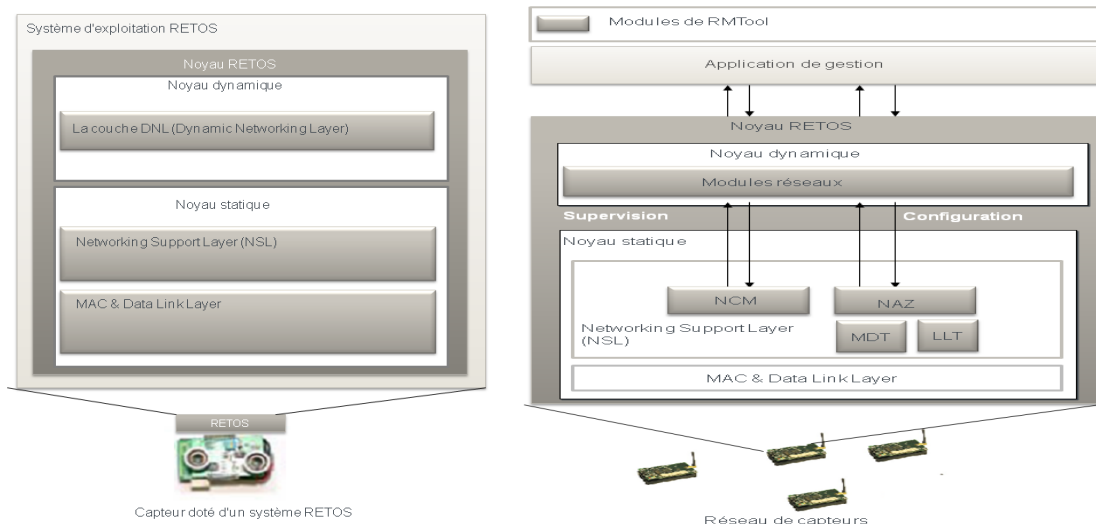 Système d'exploitation RETOS
Noyau RETOS
Noyau dynamique
La couche DNL (Dynamic Networking Layer)
Noyau statique
Networking Support Layer (NSL)
MAC & Data Link Layer
RETOS
Capteur doté d'un système RETOS
Modules de RMTool
Application de gestion
Noyau RETOS
Noyau dynamique
Modules réseaux
Supervision
Configuration
Noyau statique
NCM
NAZ
Networking Support Layer
(NSL)
MDT
LLT
MAC & Data Link Layer
Réseau de capteurs